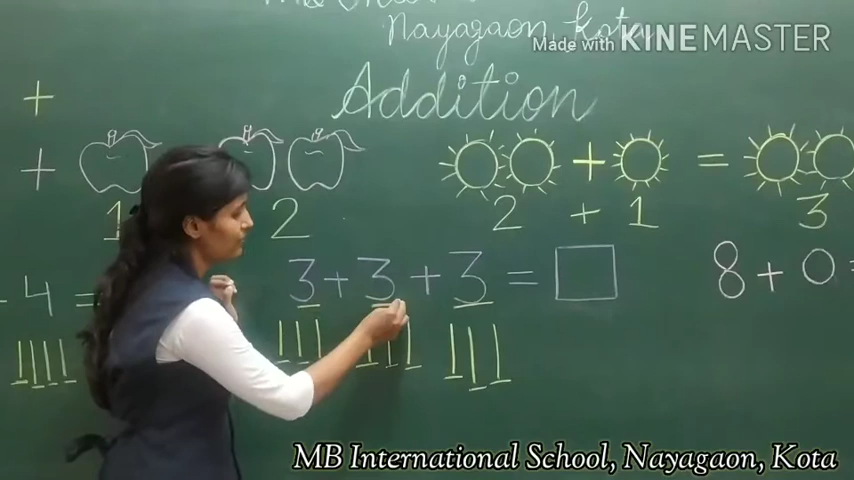 Nayagaon, Kota
Made with KINEMASTER
Addition
+
+
1 2
2 + 1 = 3
4 =
3 + 3 + 3 = 
8 + 0 =
MB International School, Nayagaon, Kota